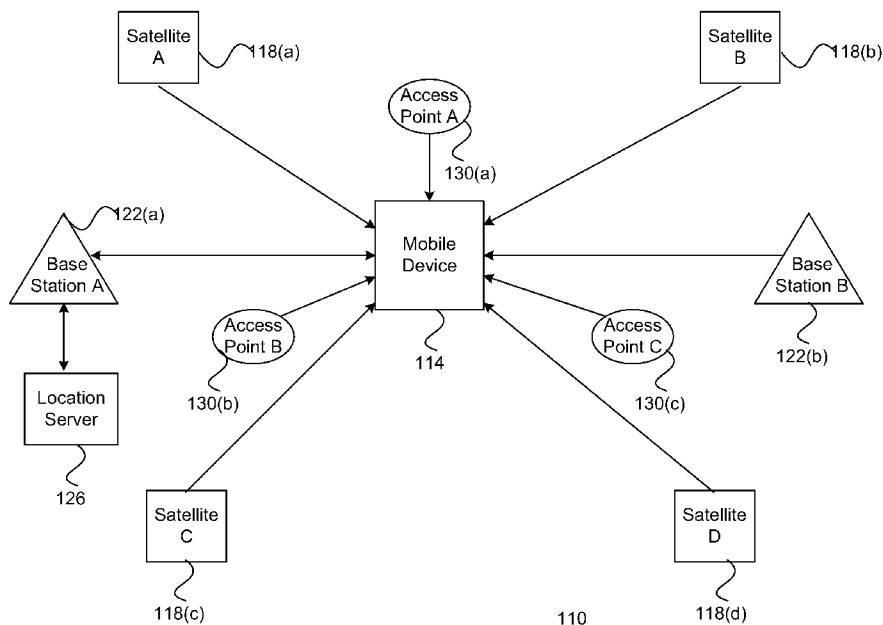 Satellite
A
118(a)
Satellite
B
118(b)
Access
Point A
130(a)
122(a)
Base
Station A
Mobile
Device
114
Base
Station B
122(b)
Access
Point B
130(b)
Access
Point C
130(c)
Location
Server
126
Satellite
C
118(c)
Satellite
D
118(d)
110